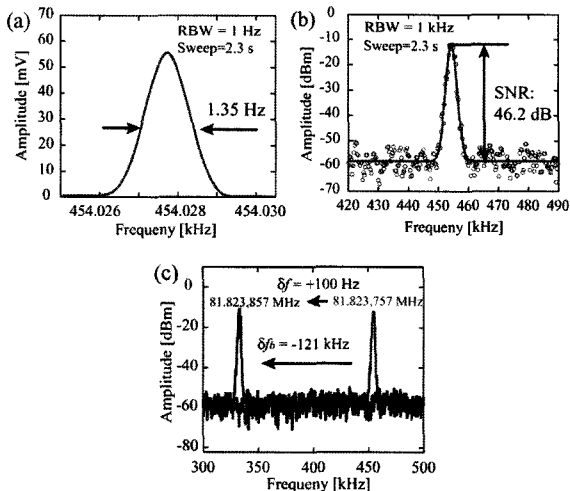 (a)
RBW = 1 Hz
Sweep=2.3 s
1.35 Hz
Amplitude [mV]
70
60
50
40
30
20
10
0
454.026 454.028 454.030
Frequeny [kHz]
(b)
RBW = 1 kHz
Sweep=2.3 s
SNR:
46.2 dB
Amplitude [dBm]
0
-10
-20
-30
-40
-50
-60
-70
420 430 440 450 460 470 480 490
Frequeny [kHz]
(c)
δf = +100 Hz
81.823,857 MHz 81.823,757 MHz
δfb = -121 kHz
Amplitude [dBm]
0
-20
-40
-60
-80
300 350 400 450 500
Frequeny [kHz]